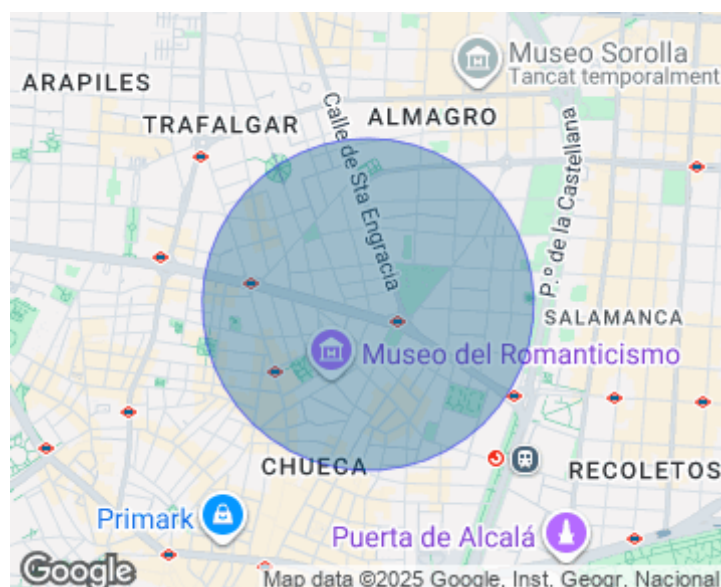 Museo Sorolla
Tancat temporalment
ARAPILES
ALMAGRO
TRAFALGAR
Calle de Sta Engracia
P.º de la Castellana
SALAMANCA
Museo del Romanticismo
CHUECA
RECOLETOS
Primark
Puerta de Alcalá
Google
Map data ©2025 Google, Inst. Geogr. Nacional